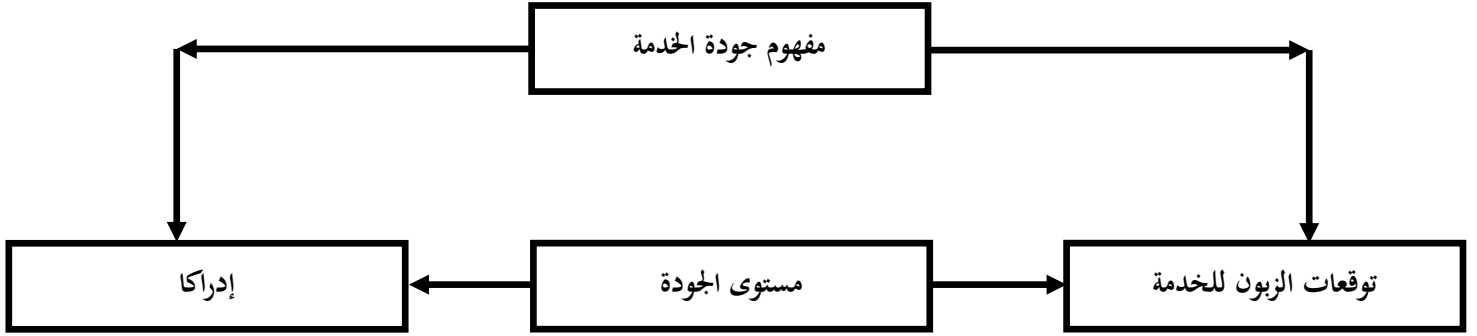 مفهوم جودة الخدمة
توقعات الزبون للخدمة
مستوى الجودة
إدراكا